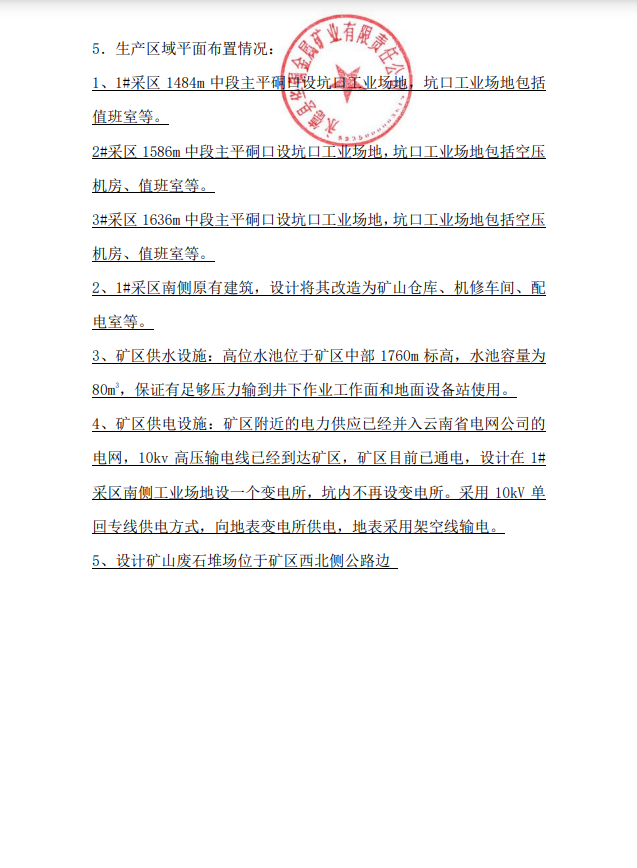 5．生产区域平面布置情况：
1、1#采区 1484m 中段主平硐口设坑口工业场地，坑口工业场地包括
值班室等。
2#采区 1586m 中段主平硐口设坑口工业场地，坑口工业场地包括空压
机房、值班室等。
3#采区 1636m 中段主平硐口设坑口工业场地，坑口工业场地包括空压
机房、值班室等。
2、1#采区南侧原有建筑，设计将其改造为矿山仓库、机修车间、配
电室等。
3、矿区供水设施：高位水池位于矿区中部 1760m 标高，水池容量为
80m³，保证有足够压力输到井下作业工作面和地面设备站使用。
4、矿区供电设施：矿区附近的电力供应已经并入云南省电网公司的
电网，10kv 高压输电线已经到达矿区，矿区目前已通电，设计在 1#
采区南侧工业场地设一个变电所，坑内不再设变电所。采用 10kV 单
回专线供电方式，向地表变电所供电，地表采用架空线输电。
5、设计矿山废石堆场位于矿区西北侧公路边
永德县 金属矿业有限责任公